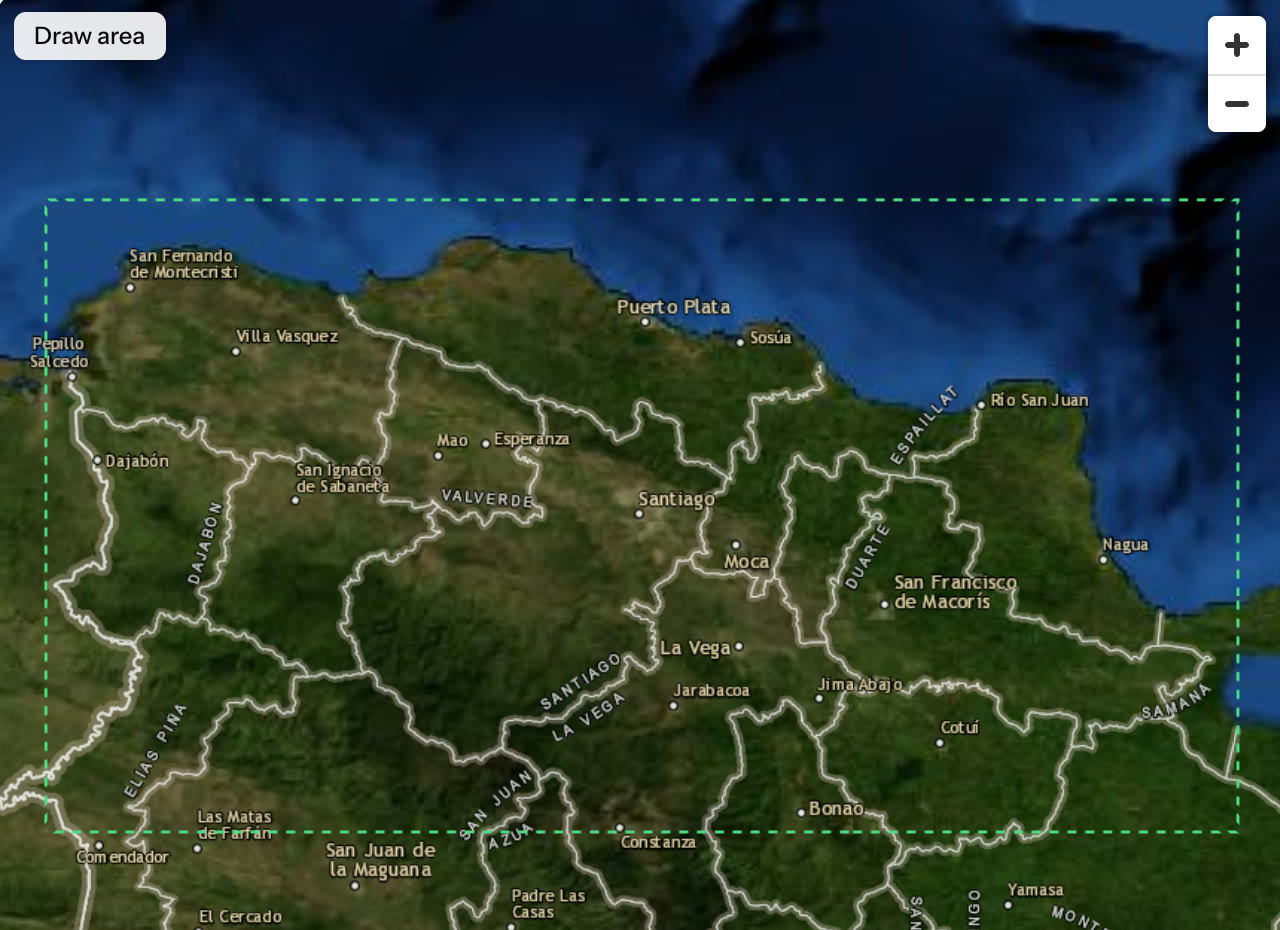 Draw area
+
−
San Fernando
de Montecristi
Puerto Plata
Sosúa
Villa Vasquez
Pepillo
Salcedo
ESPAILLAT
Río San Juan
Mao
Esperanza
Dajabón
San Ignacio
de Sabaneta
VALVERDE
Santiago
DAJABÓN
Moca
DUARTE
Nagua
San Francisco
de Macorís
La Vega
SANTIAGO
LA VEGA
Jarabacoa
Jima Abajo
SAMANÁ
Cotuí
ELÍAS PIÑA
SAN JUAN
AZUA
Bonao
Las Matas
de Farfán
Constanza
Comendador
San Juan de
la Maguana
Padre Las
Casas
El Cercado
Yamasa
SAN
NGO
MONT